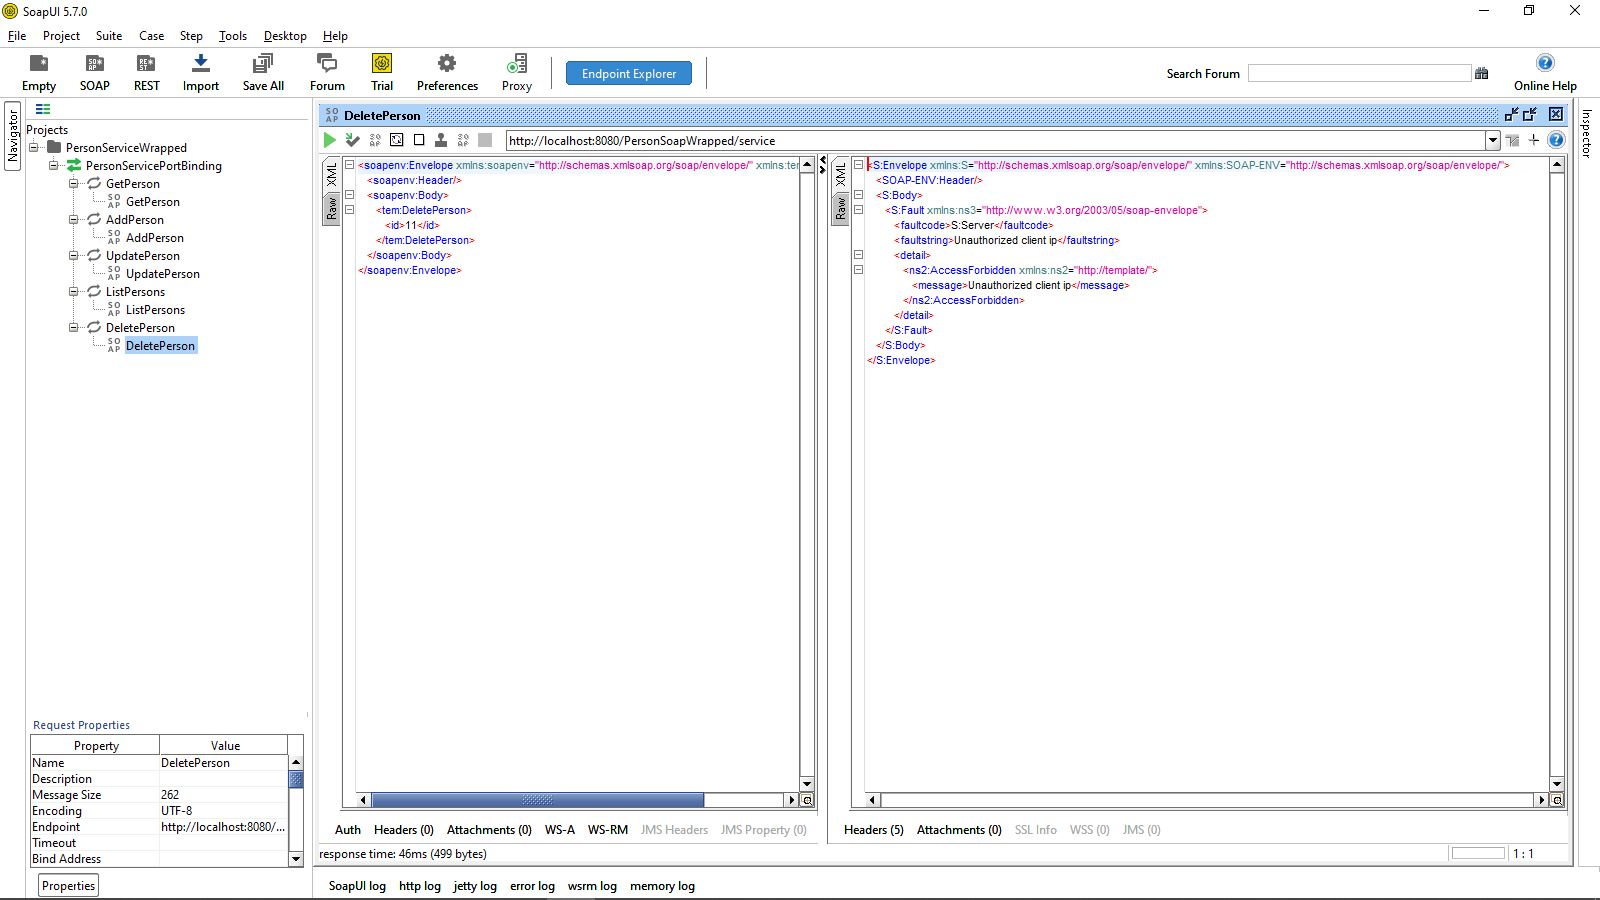 SoapUI 5.7.0
File Project Suite Case Step Tools Desktop Help
Empty SOAP REST Import Save All Forum Trial Preferences Proxy Endpoint Explorer Search Forum Online Help
Navigator
Projects
PersonServiceWrapped
PersonServicePortBinding
GetPerson
GetPerson
AddPerson
AddPerson
UpdatePerson
UpdatePerson
ListPersons
ListPersons
DeletePerson
DeletePerson
Request Properties
Property Value
Name DeletePerson
Description
Message Size 262
Encoding UTF-8
Endpoint http://localhost:8080/...
Timeout
Bind Address
Properties
DeletePerson
http://localhost:8080/PersonSoapWrapped/service
XML
Raw
<soapenv:Envelope xmlns:soapenv="http://schemas.xmlsoap.org/soap/envelope/" xmlns:ter
<soapenv:Header/>
<soapenv:Body>
<tem:DeletePerson>
<id>11</id>
</tem:DeletePerson>
</soapenv:Body>
</soapenv:Envelope>
XML
Raw
<S:Envelope xmlns:S="http://schemas.xmlsoap.org/soap/envelope/" xmlns:SOAP-ENV="http://schemas.xmlsoap.org/soap/envelope/">
<SOAP-ENV:Header/>
<S:Body>
<S:Fault xmlns:ns3="http://www.w3.org/2003/05/soap-envelope">
<faultcode>S:Server</faultcode>
<faultstring>Unauthorized client ip</faultstring>
<detail>
<ns2:AccessForbidden xmlns:ns2="http://template/">
<message>Unauthorized client ip</message>
</ns2:AccessForbidden>
</detail>
</S:Fault>
</S:Body>
</S:Envelope>
Auth Headers (0) Attachments (0) WS-A WS-RM JMS Headers JMS Property (0)
Headers (5) Attachments (0) SSL Info WSS (0) JMS (0)
response time: 46ms (499 bytes)
1 : 1
SoapUI log http log jetty log error log wsrm log memory log
Inspector